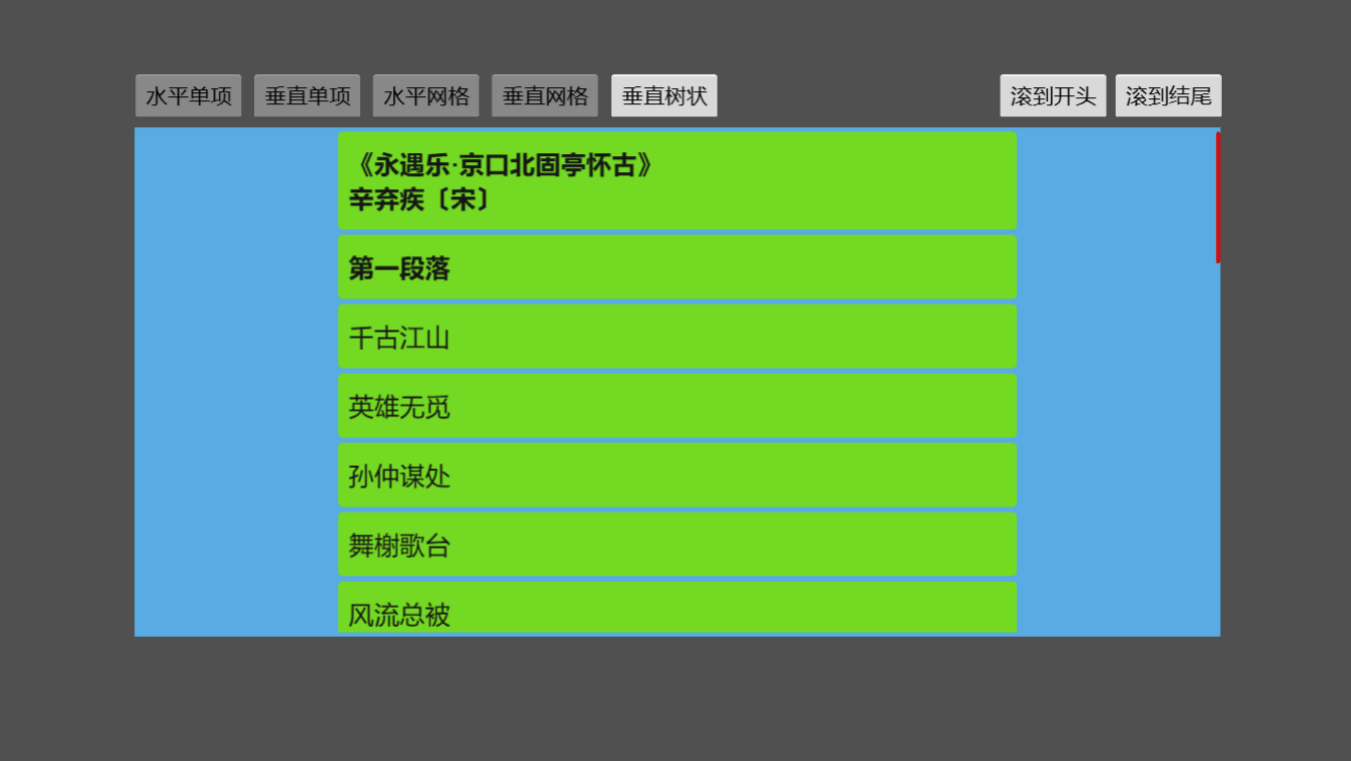 水平单项 垂直单项 水平网格 垂直网格 垂直树状 滚到开头 滚到结尾
《永遇乐·京口北固亭怀古》
辛弃疾〔宋〕
第一段落
千古江山
英雄无觅
孙仲谋处
舞榭歌台
风流总被